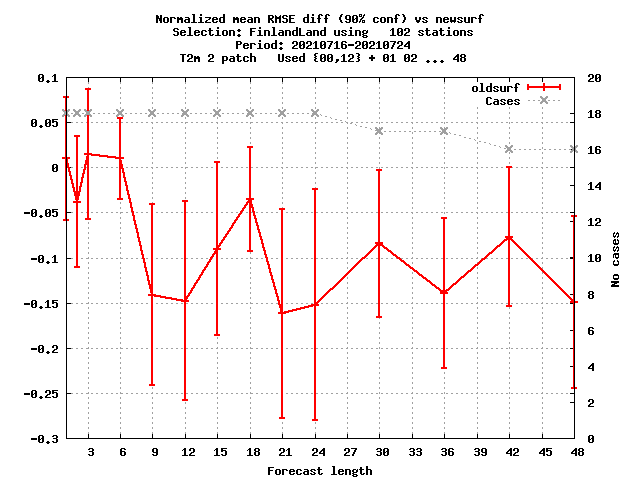 Normalized mean RMSE diff (90% conf) vs newsurf
Selection: FinlandLand using 102 stations
Period: 20210716-20210724
T2m 2 patch Used {00,12} + 01 02 ... 48
oldsurf
Cases
0.1
0.05
0
-0.05
-0.1
-0.15
-0.2
-0.25
-0.3
20
18
16
14
12
10
8
6
4
2
0
No cases
3 6 9 12 15 18 21 24 27 30 33 36 39 42 45 48
Forecast length